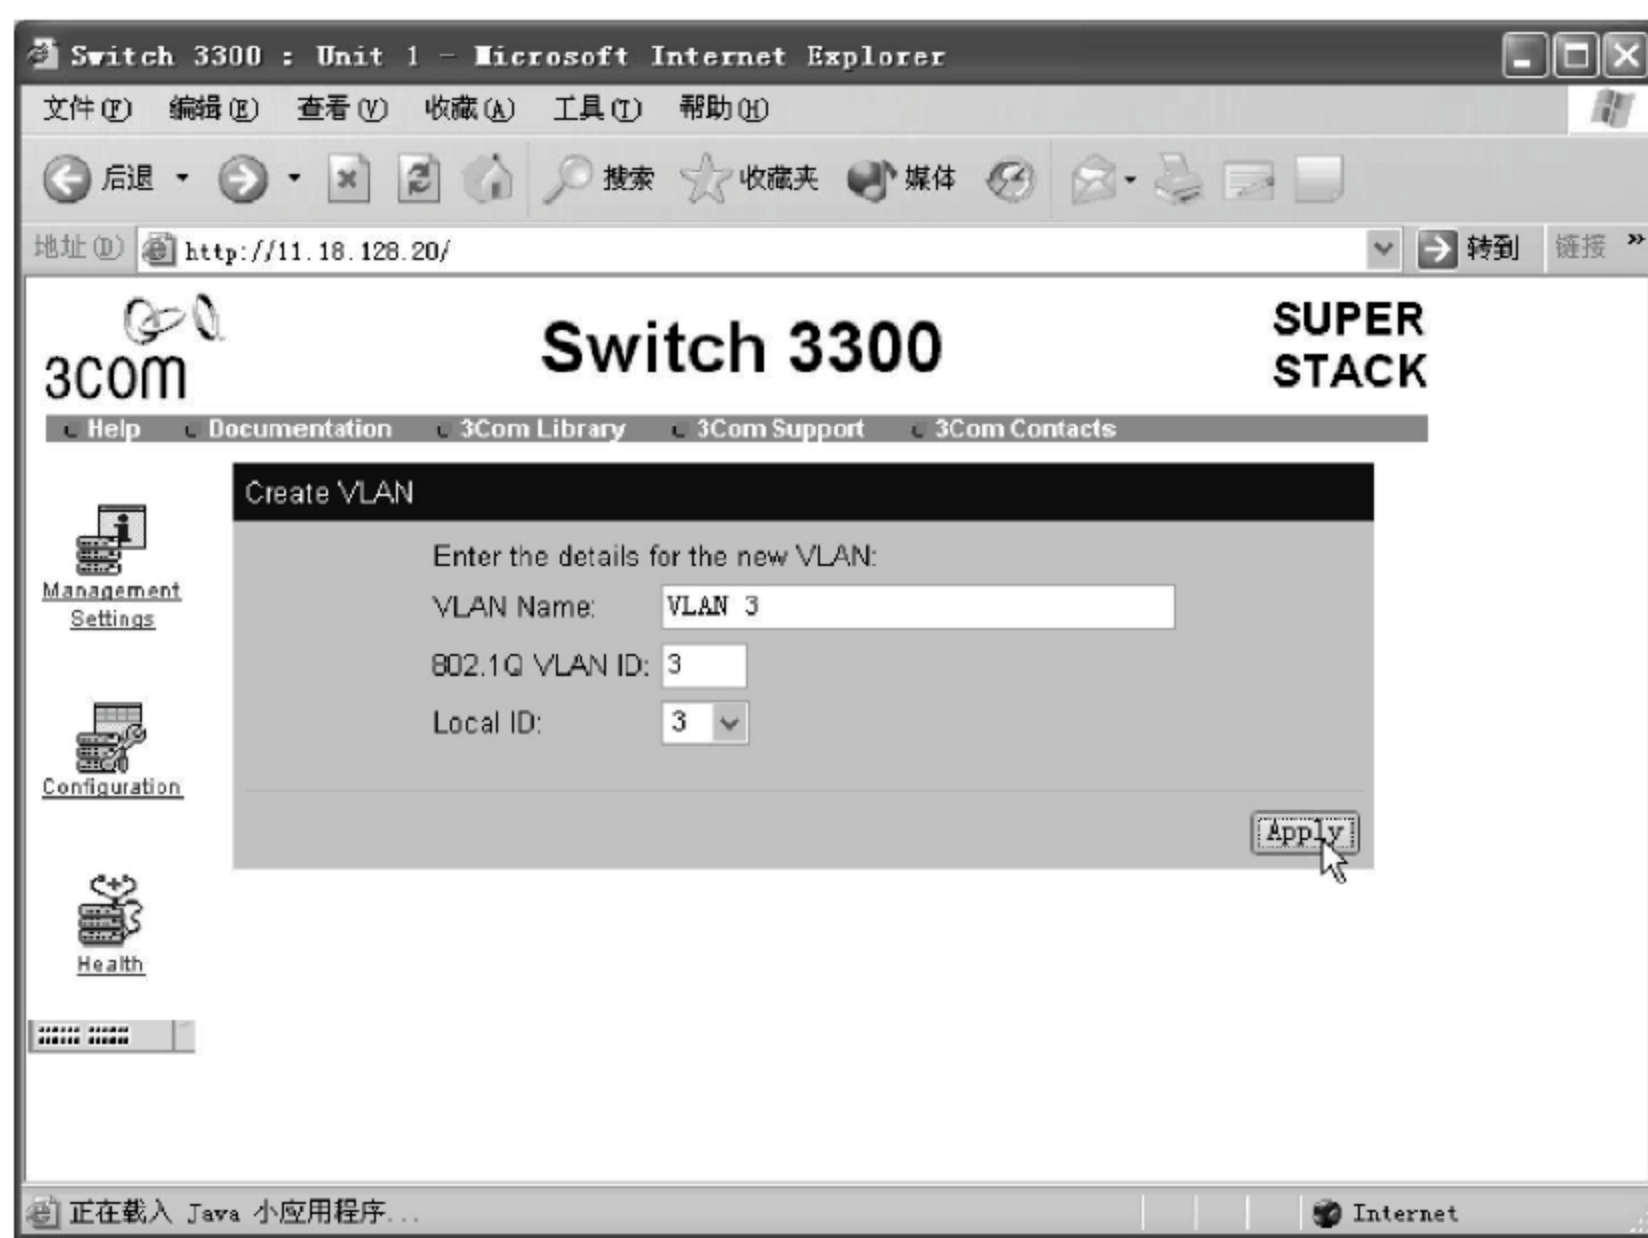 Switch 3300 : Unit 1 - Microsoft Internet Explorer
文件(F) 编辑(E) 查看(V) 收藏(A) 工具(T) 帮助(H)
后退 搜索 收藏夹 媒体
地址(D) http://11.18.128.20/ 转到 链接 »
3COM
Switch 3300
SUPER
STACK
Help Documentation 3Com Library 3Com Support 3Com Contacts
Management
Settings
Configuration
Health
Create VLAN
Enter the details for the new VLAN:
VLAN Name: VLAN 3
802.1Q VLAN ID: 3
Local ID: 3
Apply
正在载入 Java 小应用程序...
Internet